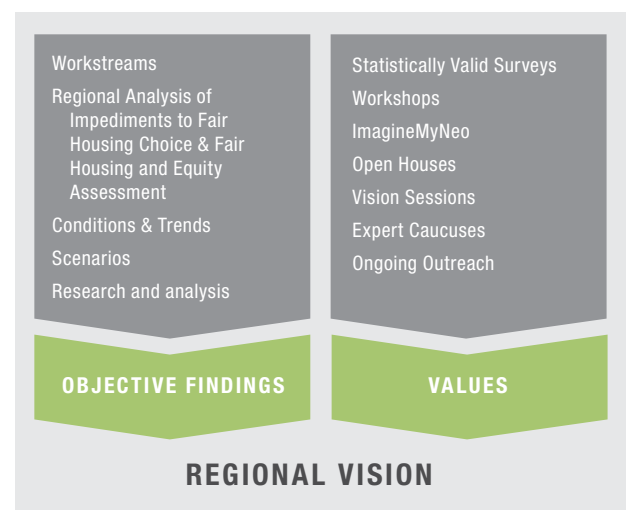 Workstreams
Regional Analysis of
Impediments to Fair
Housing Choice & Fair
Housing and Equity
Assessment
Conditions & Trends
Scenarios
Research and analysis
OBJECTIVE FINDINGS
Statistically Valid Surveys
Workshops
ImagineMyNeo
Open Houses
Vision Sessions
Expert Caucuses
Ongoing Outreach
VALUES
REGIONAL VISION